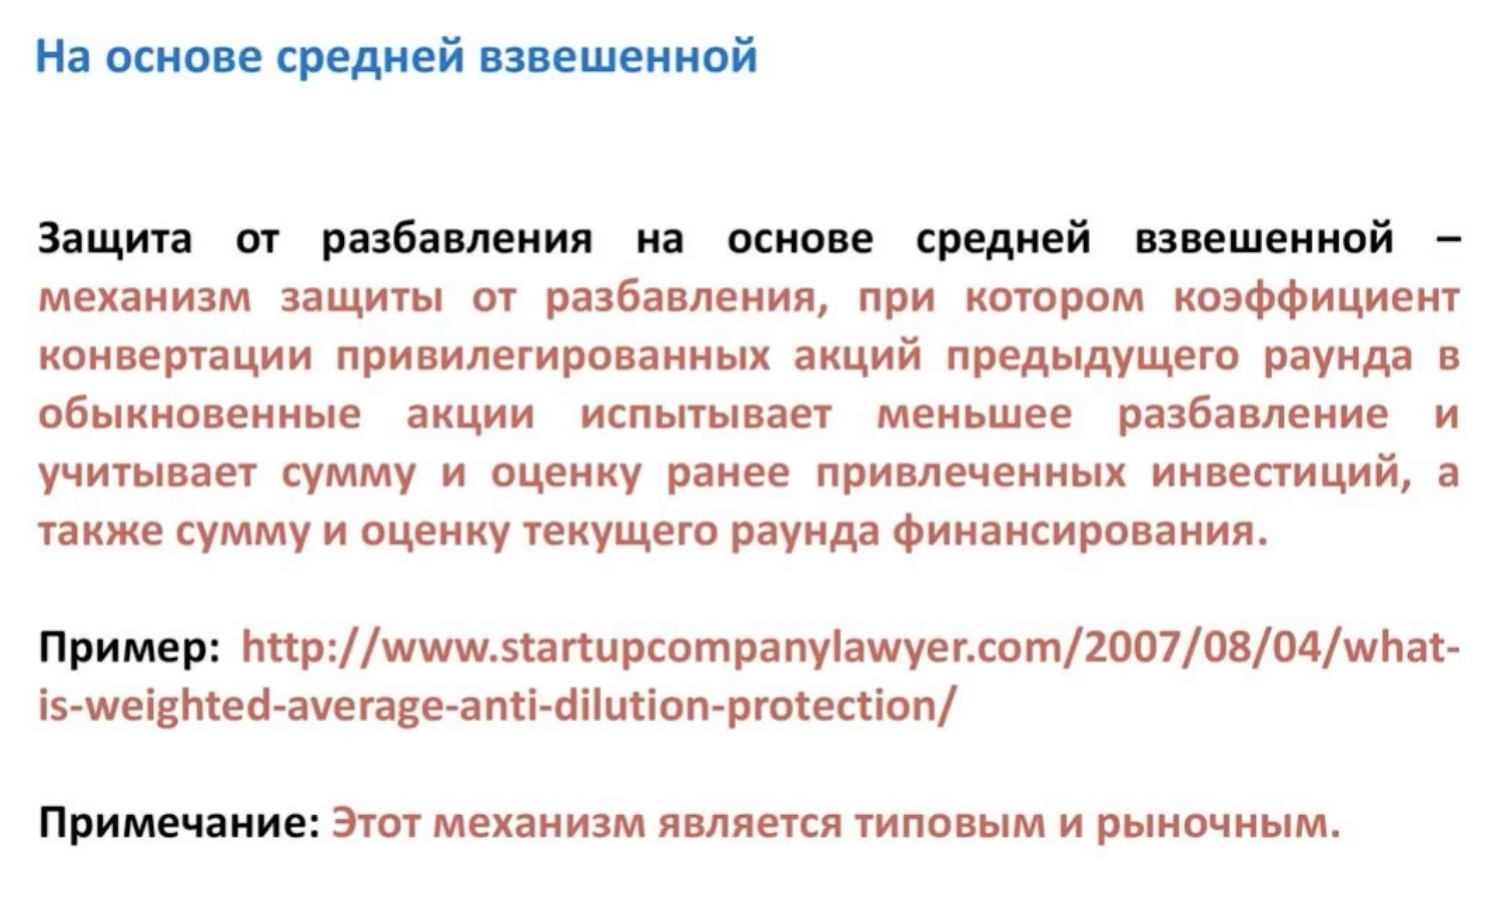 На основе средней взвешенной
Защита от разбавления на основе средней взвешенной –
механизм защиты от разбавления, при котором коэффициент
конвертации привилегированных акций предыдущего раунда в
обыкновенные акции испытывает меньшее разбавление и
учитывает сумму и оценку ранее привлеченных инвестиций, а
также сумму и оценку текущего раунда финансирования.
Пример: http://www.startupcompanylawyer.com/2007/08/04/what-
is-weighted-average-anti-dilution-protection/
Примечание: Этот механизм является типовым и рыночным.